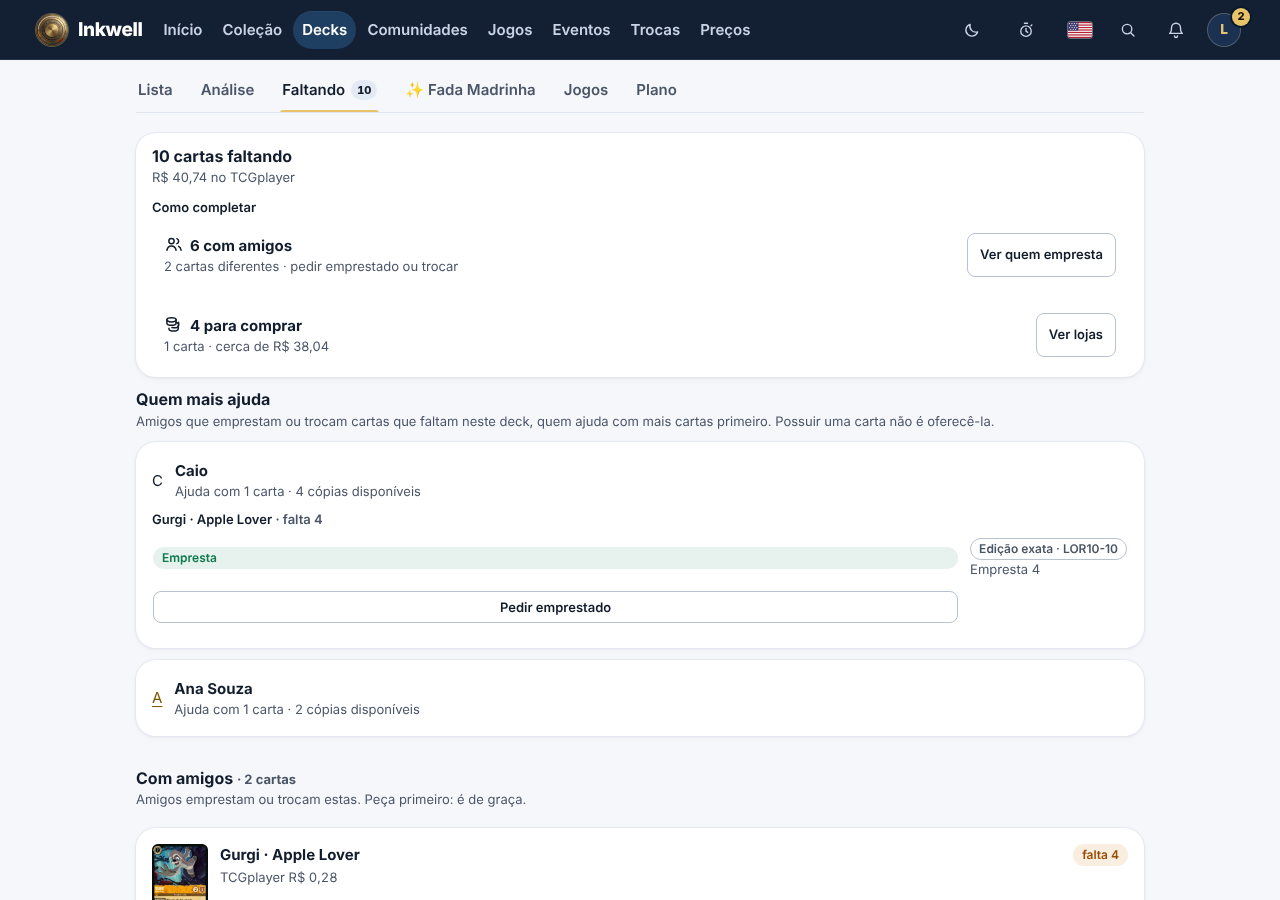 Inkwell
Início
Coleção
Decks
Comunidades
Jogos
Eventos
Trocas
Preços
L
2
Lista
Análise
Faltando 10
✨ Fada Madrinha
Jogos
Plano
10 cartas faltando
R$ 40,74 no TCGplayer
Como completar
6 com amigos
2 cartas diferentes · pedir emprestado ou trocar
Ver quem empresta
4 para comprar
1 carta · cerca de R$ 38,04
Ver lojas
Quem mais ajuda
Amigos que emprestam ou trocam cartas que faltam neste deck, quem ajuda com mais cartas primeiro. Possuir uma carta não é oferecê-la.
C
Caio
Ajuda com 1 carta · 4 cópias disponíveis
Gurgi · Apple Lover · falta 4
Empresta
Edição exata · LOR10-10
Empresta 4
Pedir emprestado
A
Ana Souza
Ajuda com 1 carta · 2 cópias disponíveis
Com amigos · 2 cartas
Amigos emprestam ou trocam estas. Peça primeiro: é de graça.
Gurgi · Apple Lover
falta 4
TCGplayer R$ 0,28